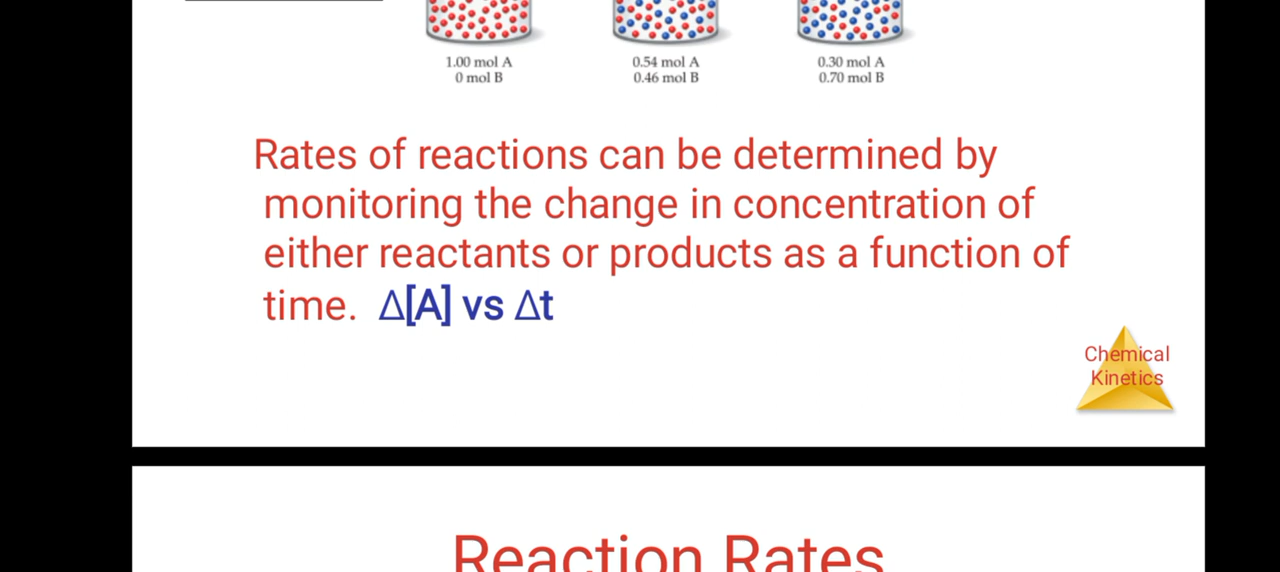 1.00 mol A
0 mol B
0.54 mol A
0.46 mol B
0.30 mol A
0.70 mol B
Rates of reactions can be determined by
monitoring the change in concentration of
either reactants or products as a function of
time. Δ[A] vs Δt
Chemical
Kinetics
Reaction Rates